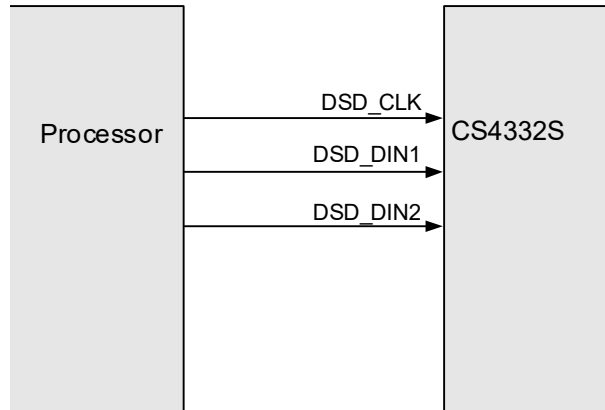 DSD_CLK
Processor
CS4332S
DSD_DIN1
DSD_DIN2